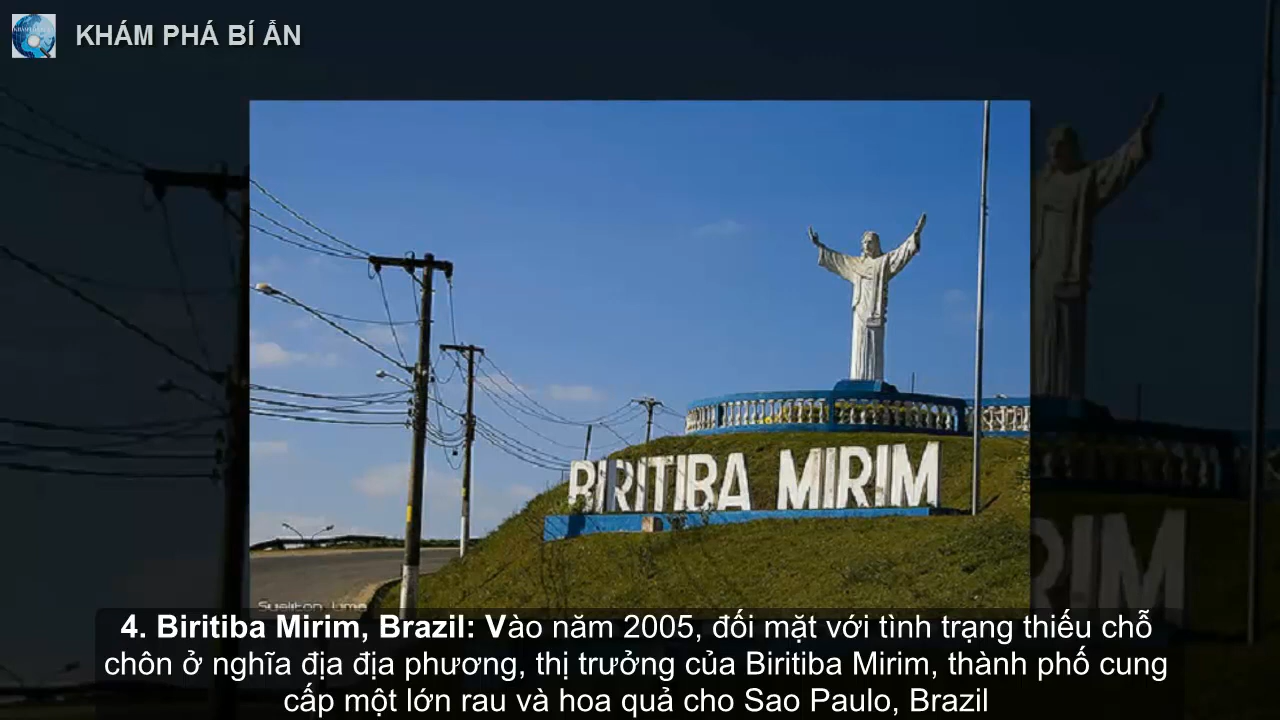 KHÁM PHÁ BÍ ẨN
BIRITIBA MIRIM
4. Biritiba Mirim, Brazil: Vào năm 2005, đối mặt với tình trạng thiếu chỗ
chôn ở nghĩa địa địa phương, thị trưởng của Biritiba Mirim, thành phố cung
cấp một lớn rau và hoa quả cho Sao Paulo, Brazil